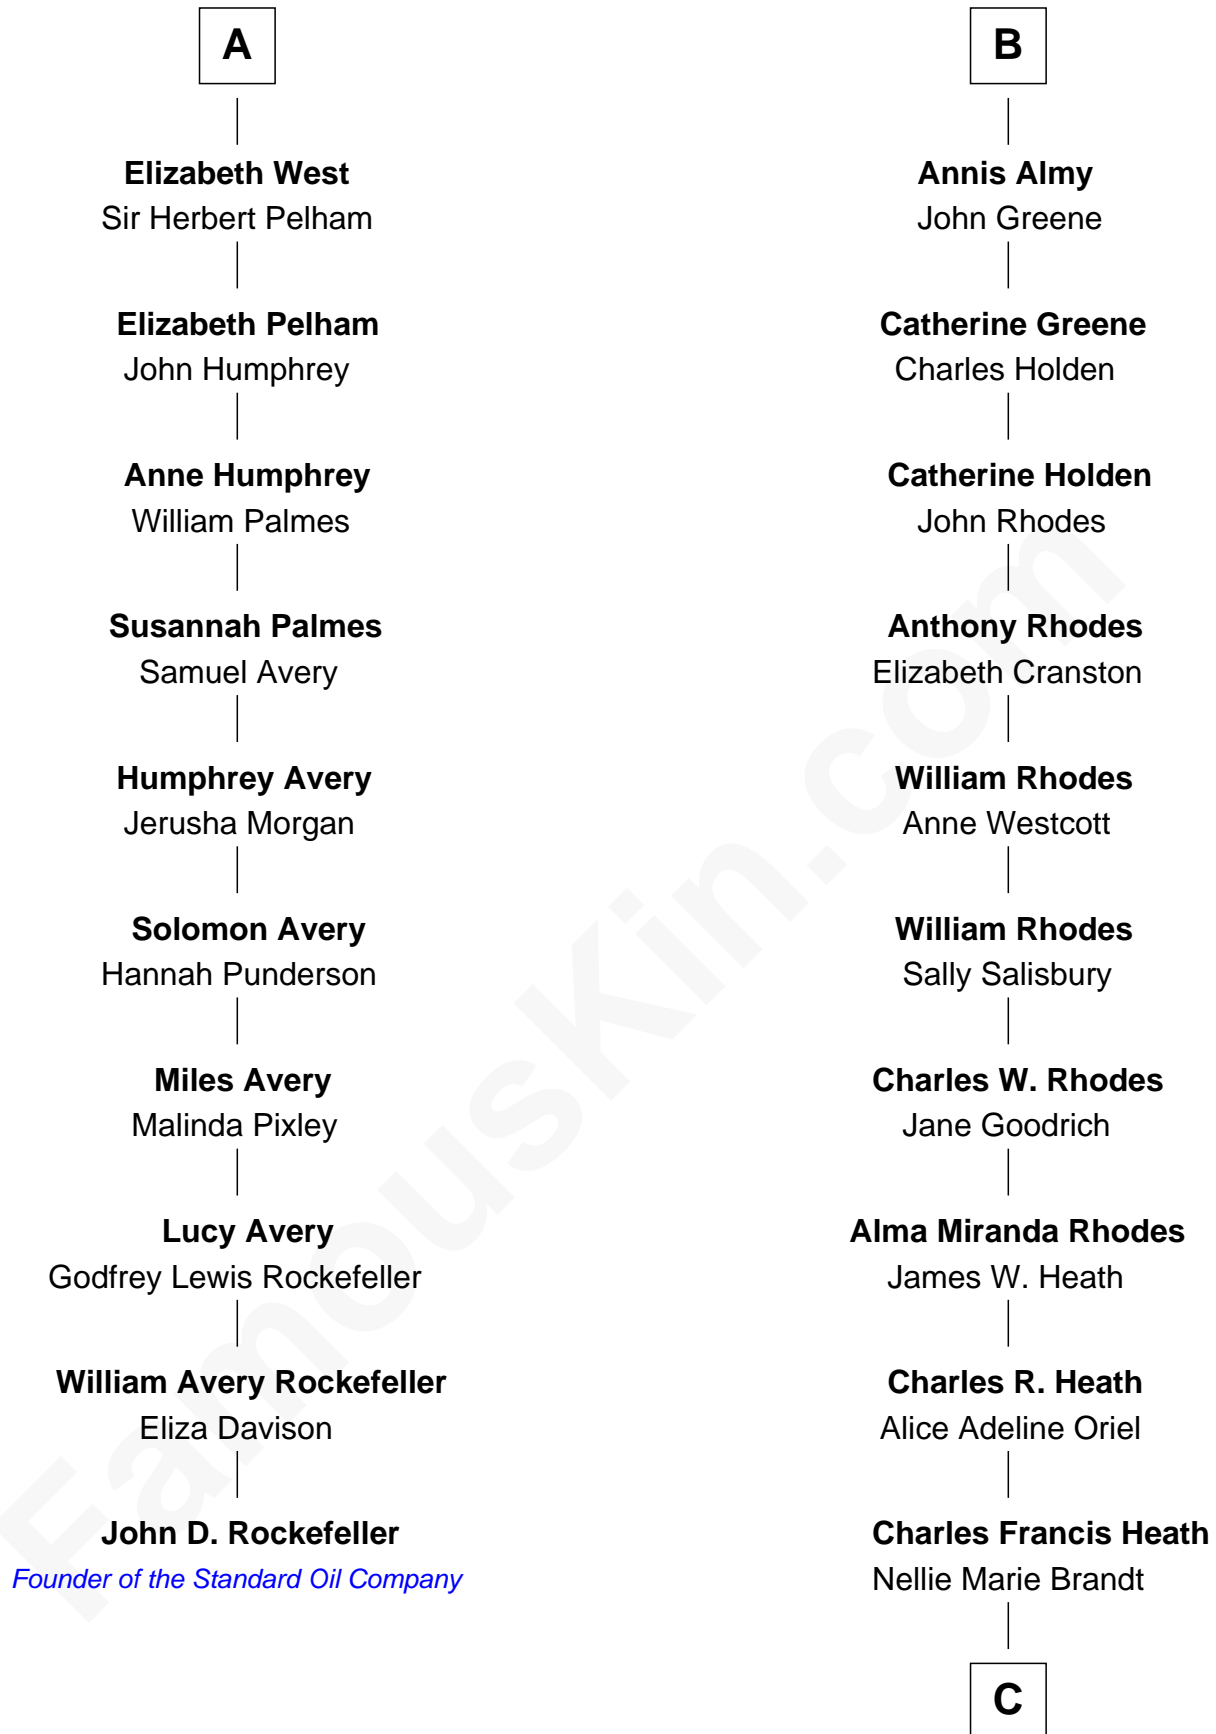 A
Elizabeth West
Sir Herbert Pelham
Elizabeth Pelham
John Humphrey
Anne Humphrey
William Palmes
Susannah Palmes
Samuel Avery
Humphrey Avery
Jerusha Morgan
Solomon Avery
Hannah Punderson
Miles Avery
Malinda Pixley
Lucy Avery
Godfrey Lewis Rockefeller
William Avery Rockefeller
Eliza Davison
John D. Rockefeller
Founder of the Standard Oil Company
B
Annis Almy
John Greene
Catherine Greene
Charles Holden
Catherine Holden
John Rhodes
Anthony Rhodes
Elizabeth Cranston
William Rhodes
Anne Westcott
William Rhodes
Sally Salisbury
Charles W. Rhodes
Jane Goodrich
Alma Miranda Rhodes
James W. Heath
Charles R. Heath
Alice Adeline Oriel
Charles Francis Heath
Nellie Marie Brandt
C
FamousKin.com